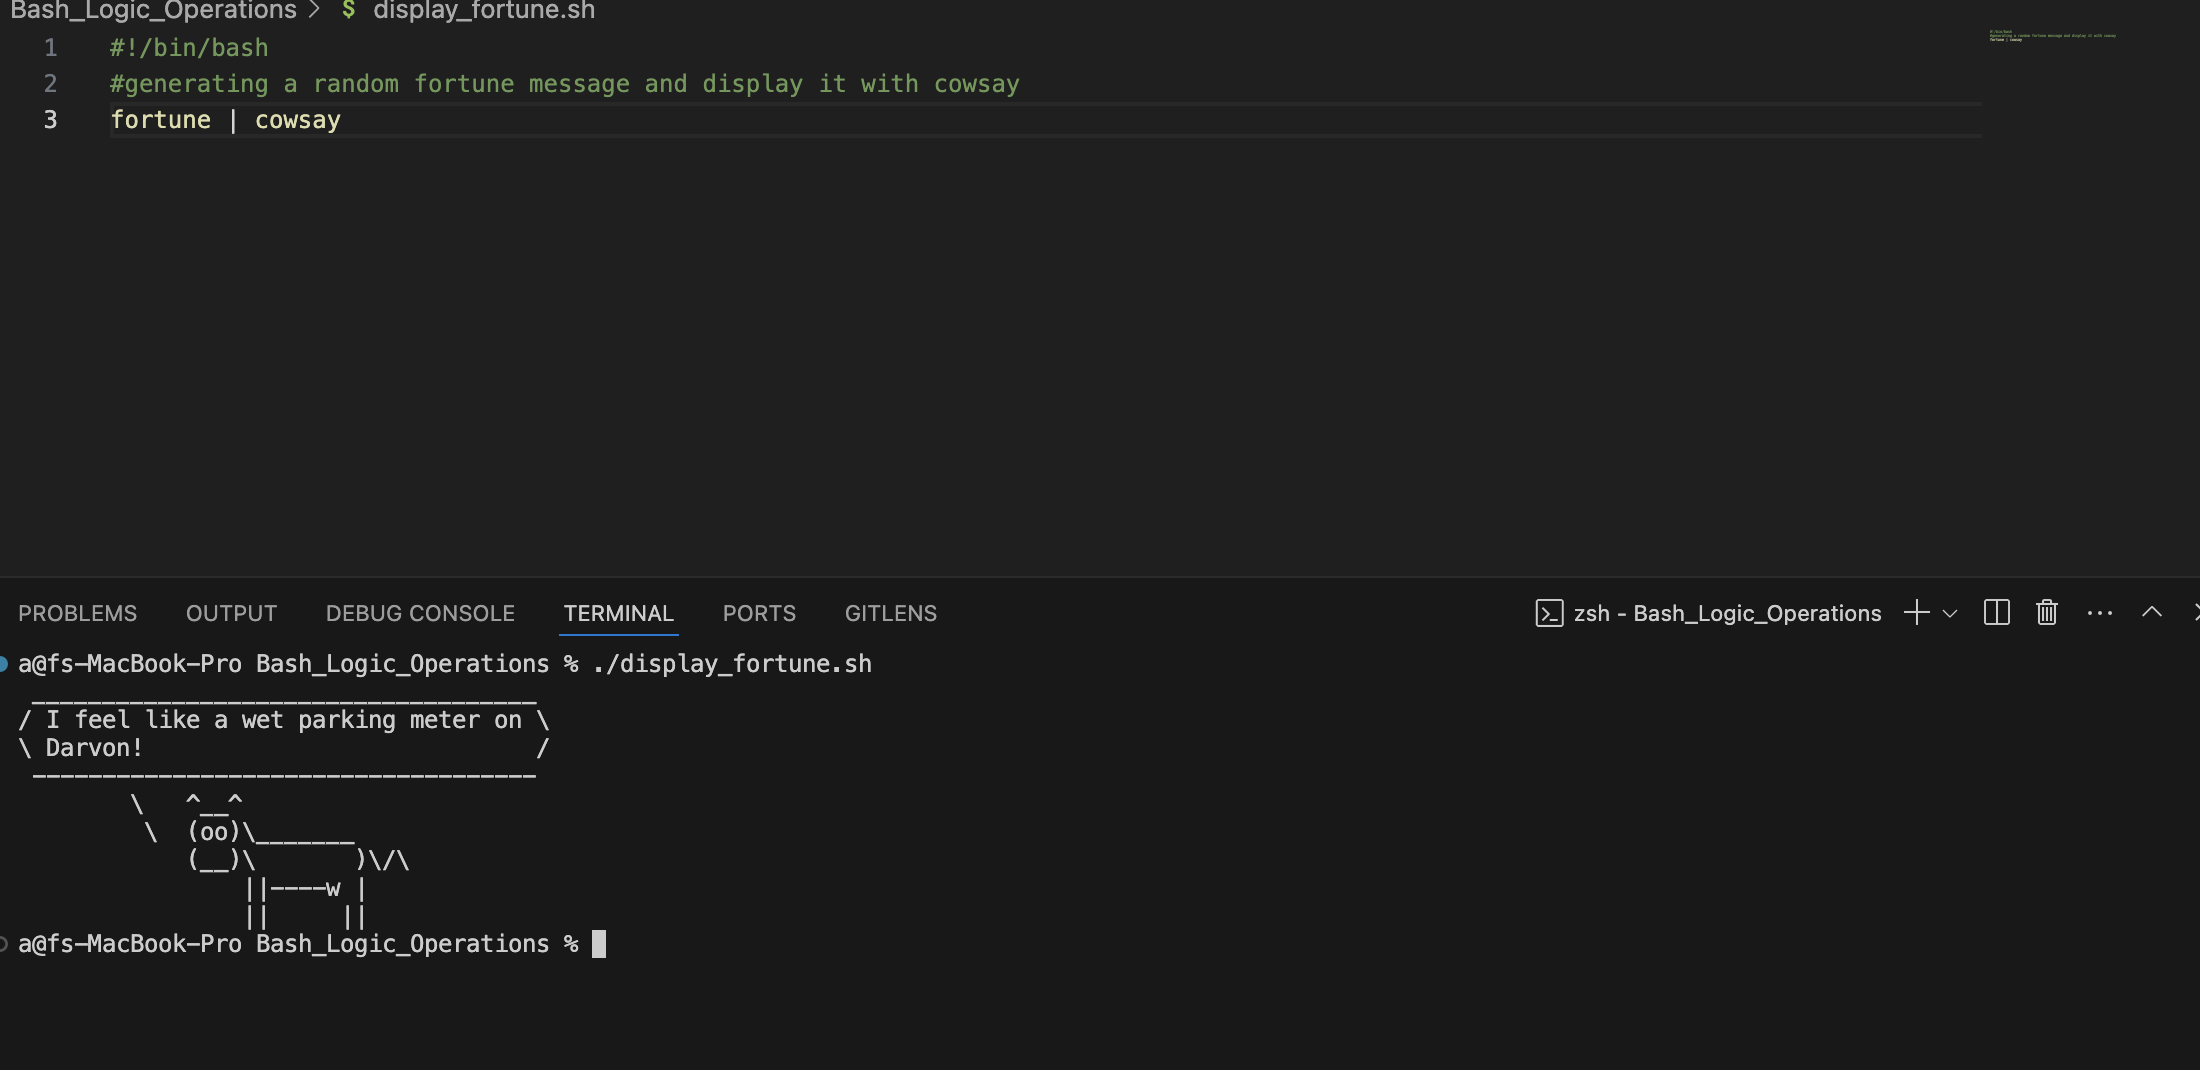 Bash_Logic_Operations > $ display_fortune.sh
1 #!/bin/bash
2 #generating a random fortune message and display it with cowsay
3 fortune | cowsay
PROBLEMS OUTPUT DEBUG CONSOLE TERMINAL PORTS GITLENS zsh - Bash_Logic_Operations
a@fs-MacBook-Pro Bash_Logic_Operations % ./display_fortune.sh
 ____________________________________
/ I feel like a wet parking meter on \
\ Darvon!                            /
 ------------------------------------
        \   ^__^
         \  (oo)\_______
            (__)\       )\/\
                ||----w |
                ||     ||
a@fs-MacBook-Pro Bash_Logic_Operations %